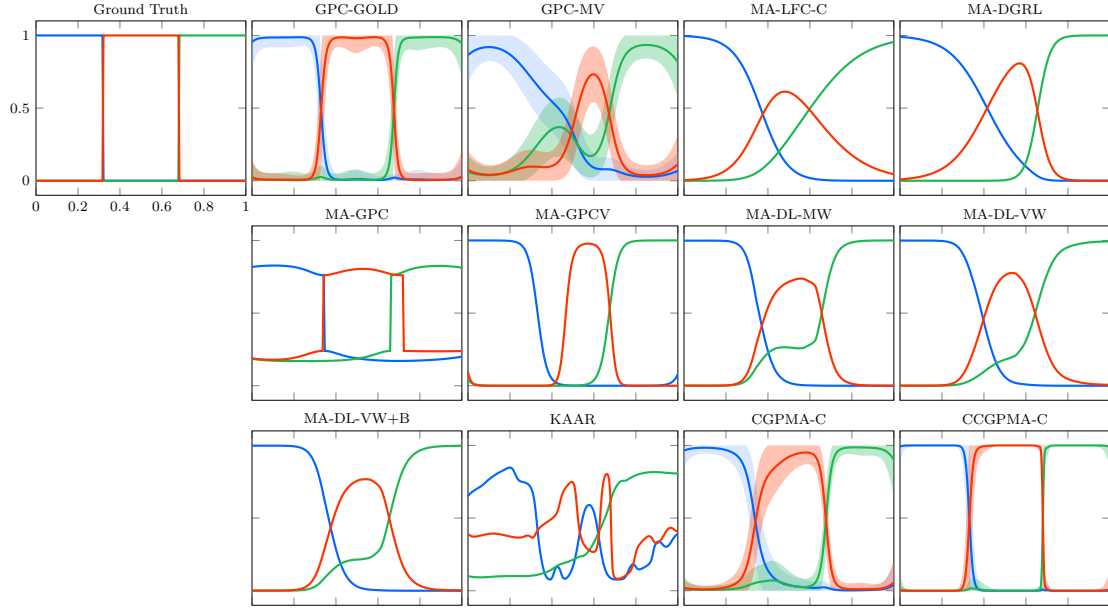 Ground Truth GPC-GOLD GPC-MV MA-LFC-C MA-DGRL
1
0.5
0
0 0.2 0.4 0.6 0.8 1
MA-GPC MA-GPCV MA-DL-MW MA-DL-VW
MA-DL-VW+B KAAR CGPMA-C CCGPMA-C